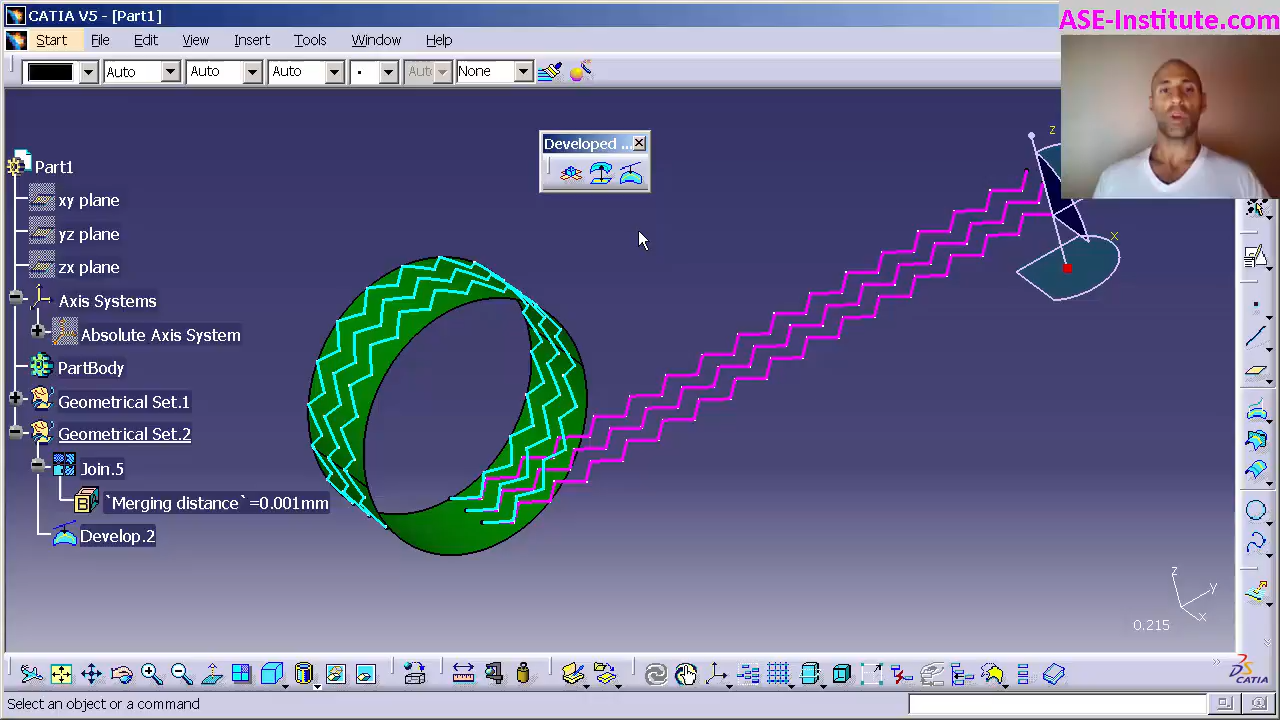 CATIA V5 - [Part1]
ASE-Institute.com
Start File Edit View Insert Tools Window Help
Auto Auto Auto Aut None
Developed ...
Part1
xy plane
yz plane
zx plane
Axis Systems
Absolute Axis System
PartBody
Geometrical Set.1
Geometrical Set.2
Join.5
`Merging distance`=0.001mm
Develop.2
z
x
z
y
x
0.215
CATIA
Select an object or a command